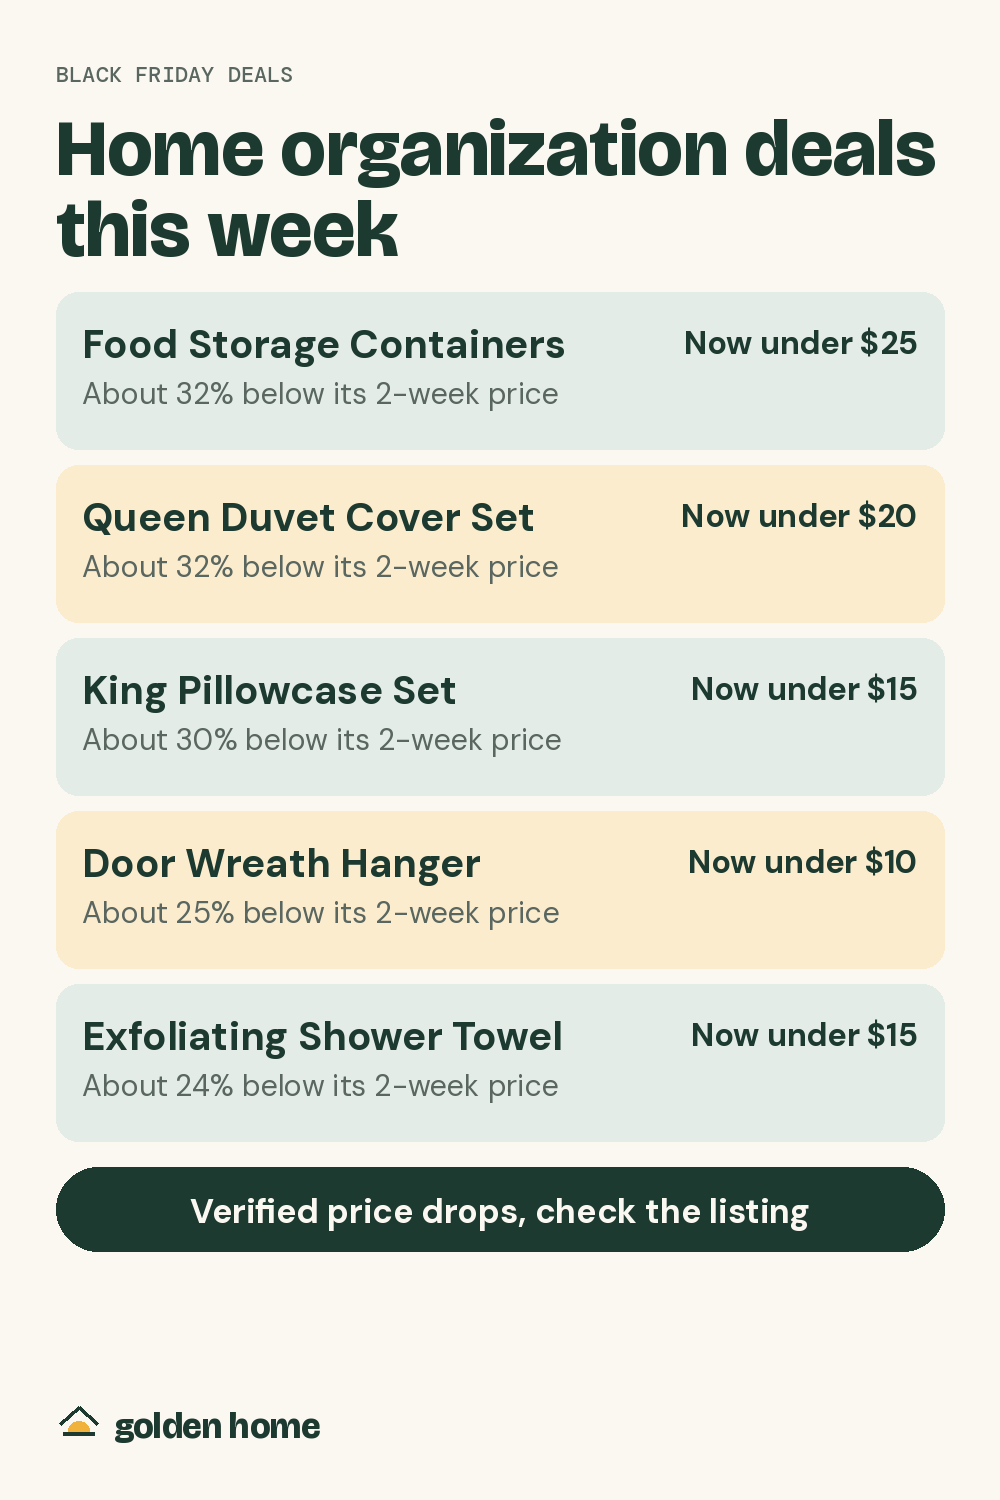 BLACK FRIDAY DEALS
Home organization deals
this week
Food Storage Containers
Now under $25
About 32% below its 2-week price
Queen Duvet Cover Set
Now under $20
About 32% below its 2-week price
King Pillowcase Set
Now under $15
About 30% below its 2-week price
Door Wreath Hanger
Now under $10
About 25% below its 2-week price
Exfoliating Shower Towel
Now under $15
About 24% below its 2-week price
Verified price drops, check the listing
golden home